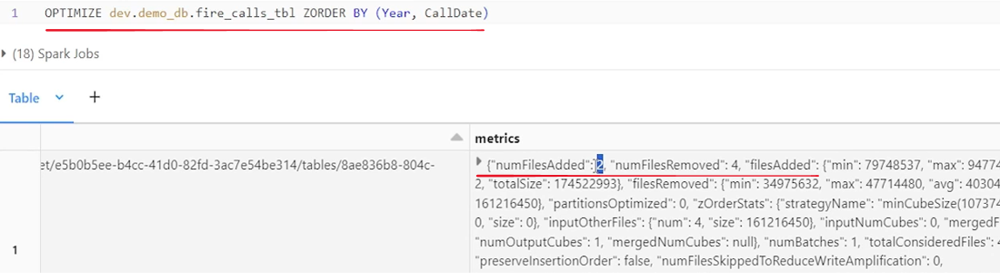 1 OPTIMIZE dev.demo_db.fire_calls_tbl ZORDER BY (Year, CallDate)
(18) Spark Jobs
Table +
metrics
et/e5b0b5ee-b4cc-41d0-82fd-3ac7e54be314/tables/8ae836b8-804c- {"numFilesAdded": 2, "numFilesRemoved": 4, "filesAdded": {"min": 79748537, "max": 94774
2, "totalSize": 174522993}, "filesRemoved": {"min": 34975632, "max": 47714480, "avg": 40304
161216450}, "partitionsOptimized": 0, "zOrderStats": {"strategyName": "minCubeSize(107374
0, "size": 0}, "inputOtherFiles": {"num": 4, "size": 161216450}, "inputNumCubes": 0, "mergedF
1 "numOutputCubes": 1, "mergedNumCubes": null}, "numBatches": 1, "totalConsideredFiles": 4
"preserveInsertionOrder": false, "numFilesSkippedToReduceWriteAmplification": 0,